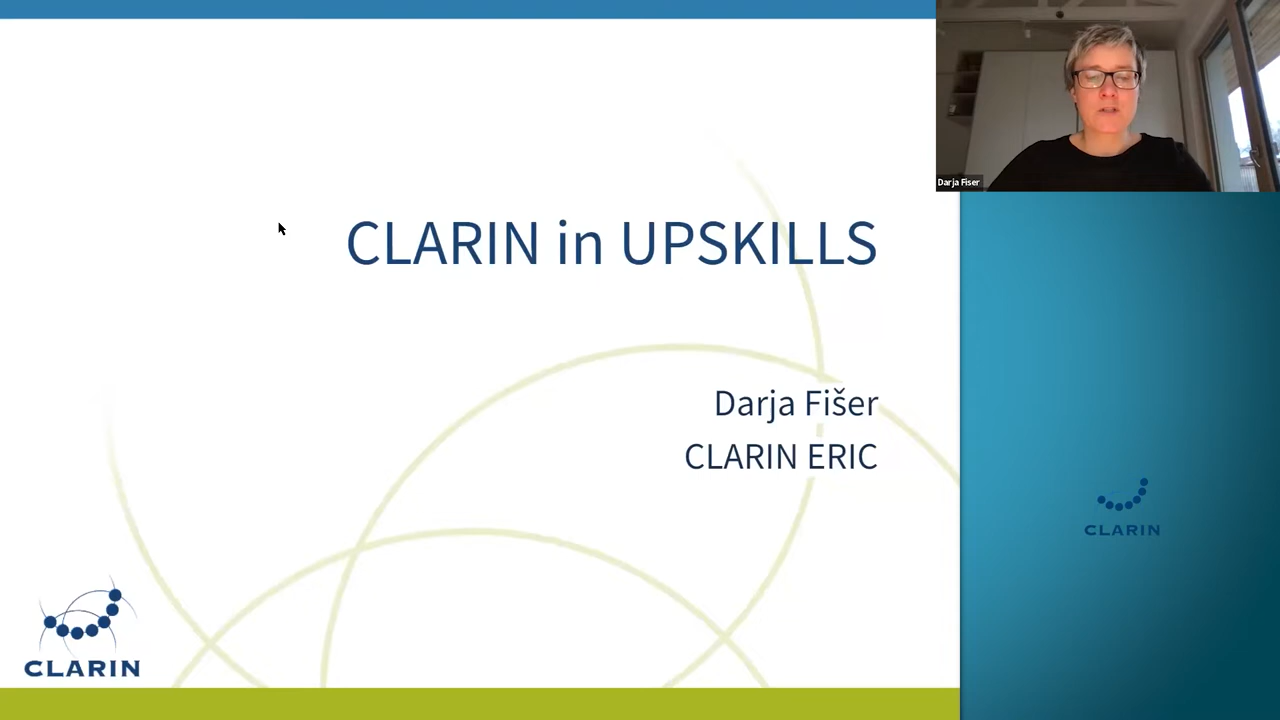 CLARIN in UPSKILLS
Darja Fišer
CLARIN ERIC
CLARIN
Darja Fiser
CLARIN